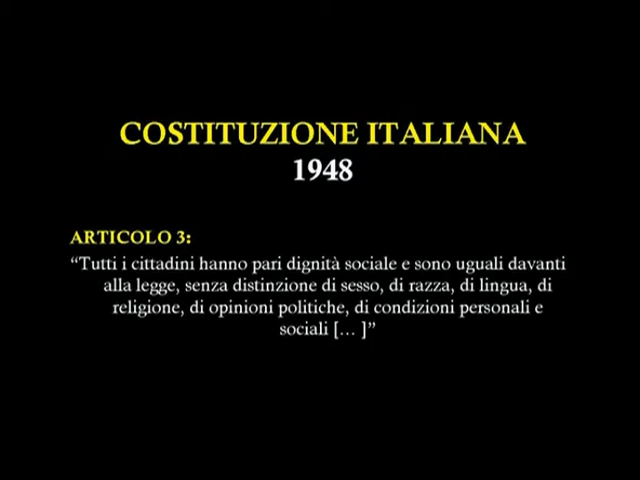 COSTITUZIONE ITALIANA
1948
ARTICOLO 3:
“Tutti i cittadini hanno pari dignità sociale e sono uguali davanti
alla legge, senza distinzione di sesso, di razza, di lingua, di
religione, di opinioni politiche, di condizioni personali e
sociali [… ]”